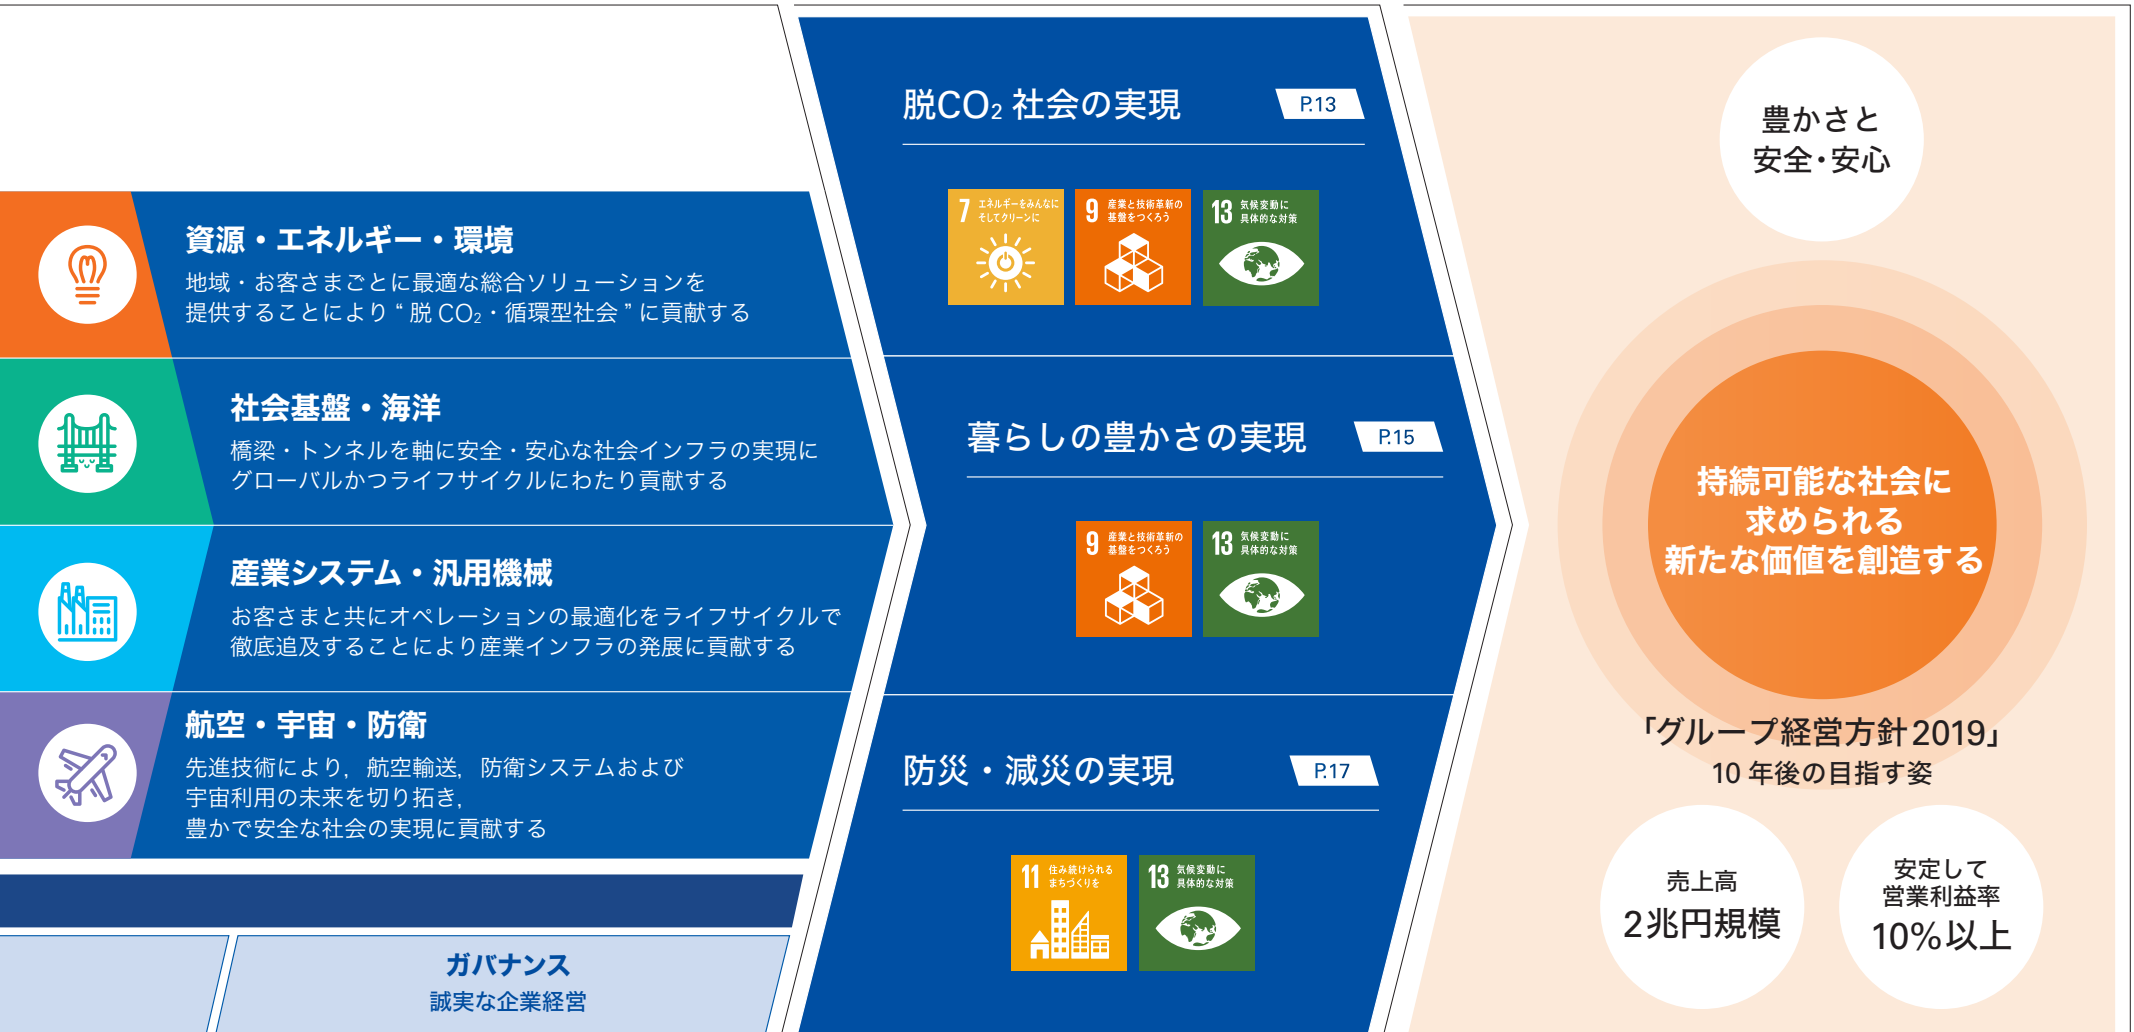 資源・エネルギー・環境
地域・お客さまごとに最適な総合ソリューションを
提供することにより“脱 CO₂・循環型社会”に貢献する
社会基盤・海洋
橋梁・トンネルを軸に安全・安心な社会インフラの実現に
グローバルかつライフサイクルにわたり貢献する
産業システム・汎用機械
お客さまと共にオペレーションの最適化をライフサイクルで
徹底追及することにより産業インフラの発展に貢献する
航空・宇宙・防衛
先進技術により，航空輸送，防衛システムおよび
宇宙利用の未来を切り拓き，
豊かで安全な社会の実現に貢献する
ガバナンス
誠実な企業経営
脱CO₂ 社会の実現 P.13
7 エネルギーをみんなに
そしてクリーンに
9 産業と技術革新の
基盤をつくろう
13 気候変動に
具体的な対策
暮らしの豊かさの実現 P.15
9 産業と技術革新の
基盤をつくろう
13 気候変動に
具体的な対策
防災・減災の実現 P.17
11 住み続けられる
まちづくりを
13 気候変動に
具体的な対策
豊かさと
安全・安心
持続可能な社会に
求められる
新たな価値を創造する
「グループ経営方針2019」
10 年後の目指す姿
売上高
2兆円規模
安定して
営業利益率
10%以上